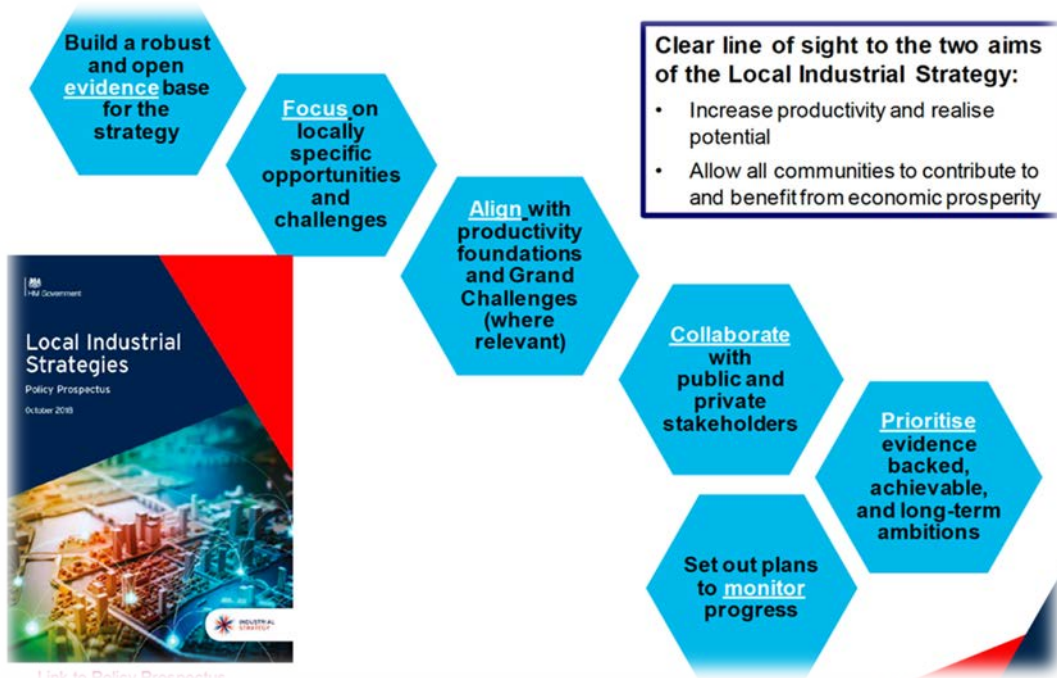 Build a robust
and open
evidence base
for the
strategy
Focus on
locally
specific
opportunities
and
challenges
Align with
productivity
foundations
and Grand
Challenges
(where
relevant)
Collaborate
with
public and
private
stakeholders
Prioritise
evidence
backed,
achievable,
and long-term
ambitions
Set out plans
to monitor
progress
Clear line of sight to the two aims
of the Local Industrial Strategy:
• Increase productivity and realise
potential
• Allow all communities to contribute to
and benefit from economic prosperity
HM Government
Local Industrial
Strategies
Policy Prospectus
October 2018
INDUSTRIAL
STRATEGY
Link to Policy Prospectus